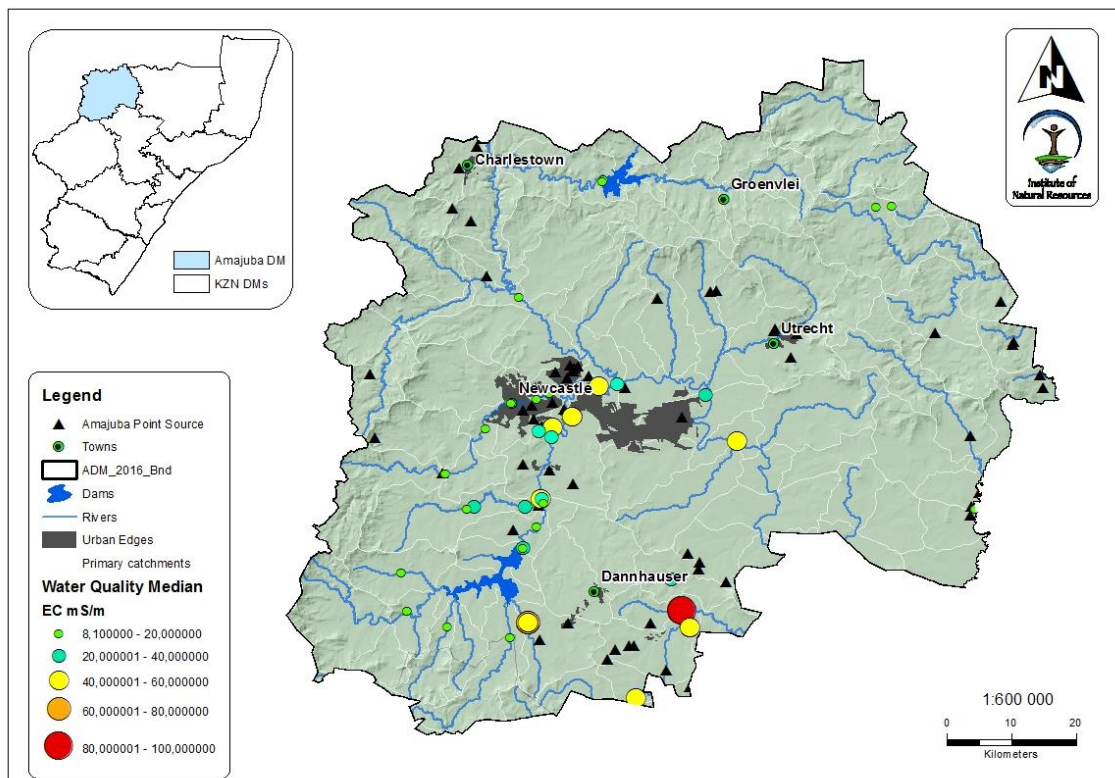 Amajuba DM
KZN DMs
N
Institute of
Natural Resources
Charlestown
Groenvlei
Utrecht
Newcastle
Dannhauser
Legend
Amajuba Point Source
Towns
ADM_2016_Bnd
Dams
Rivers
Urban Edges
Primary catchments
Water Quality Median
EC mS/m
8,100000 - 20,000000
20,000001 - 40,000000
40,000001 - 60,000000
60,000001 - 80,000000
80,000001 - 100,000000
1:600 000
0 10 20
Kilometers